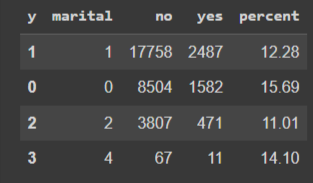 y marital no yes percent
1 1 17758 2487 12.28
0 0 8504 1582 15.69
2 2 3807 471 11.01
3 4 67 11 14.10